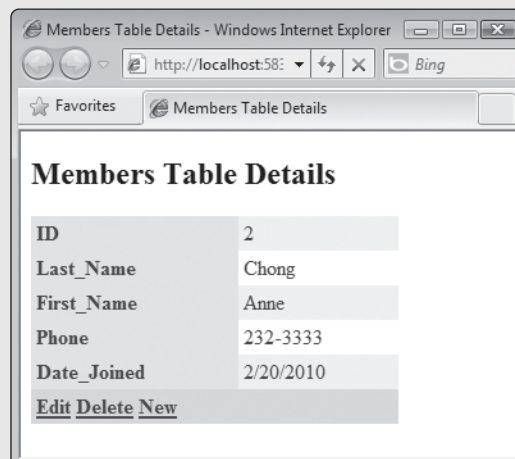 Members Table Details - Windows Internet Explorer
http://localhost:583
Bing
Favorites
Members Table Details
Members Table Details
ID 2
Last_Name Chong
First_Name Anne
Phone 232-3333
Date_Joined 2/20/2010
Edit Delete New